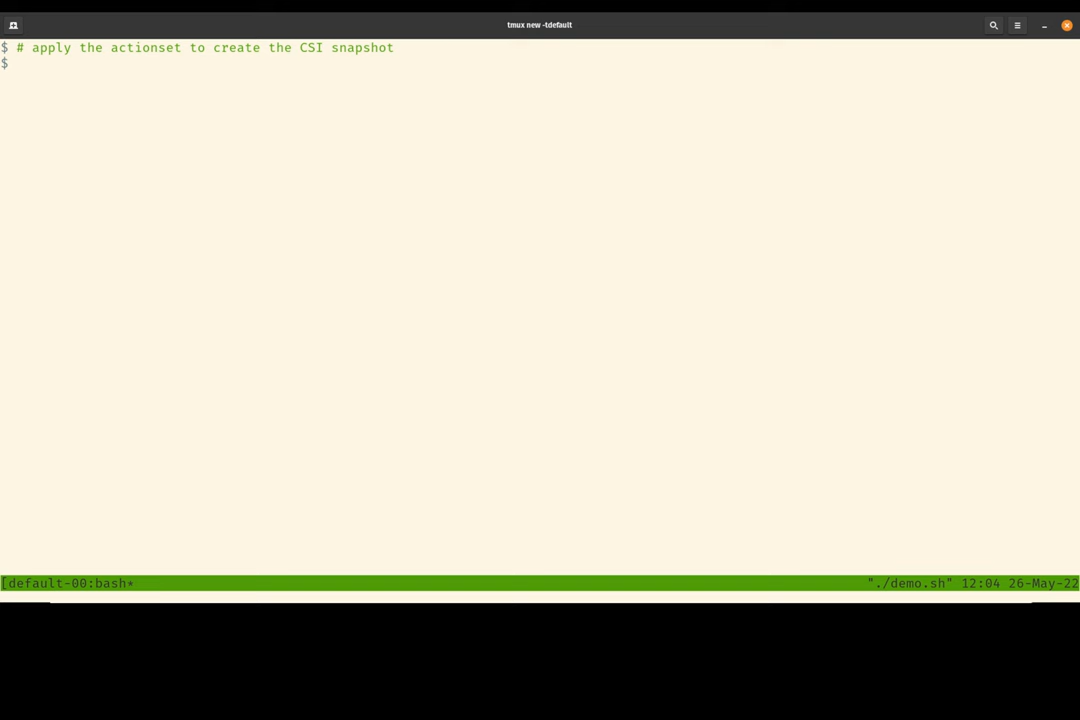 tmux new -tdefault
$ # apply the actionset to create the CSI snapshot
$
[default-00:bash* "./demo.sh" 12:04 26-May-22